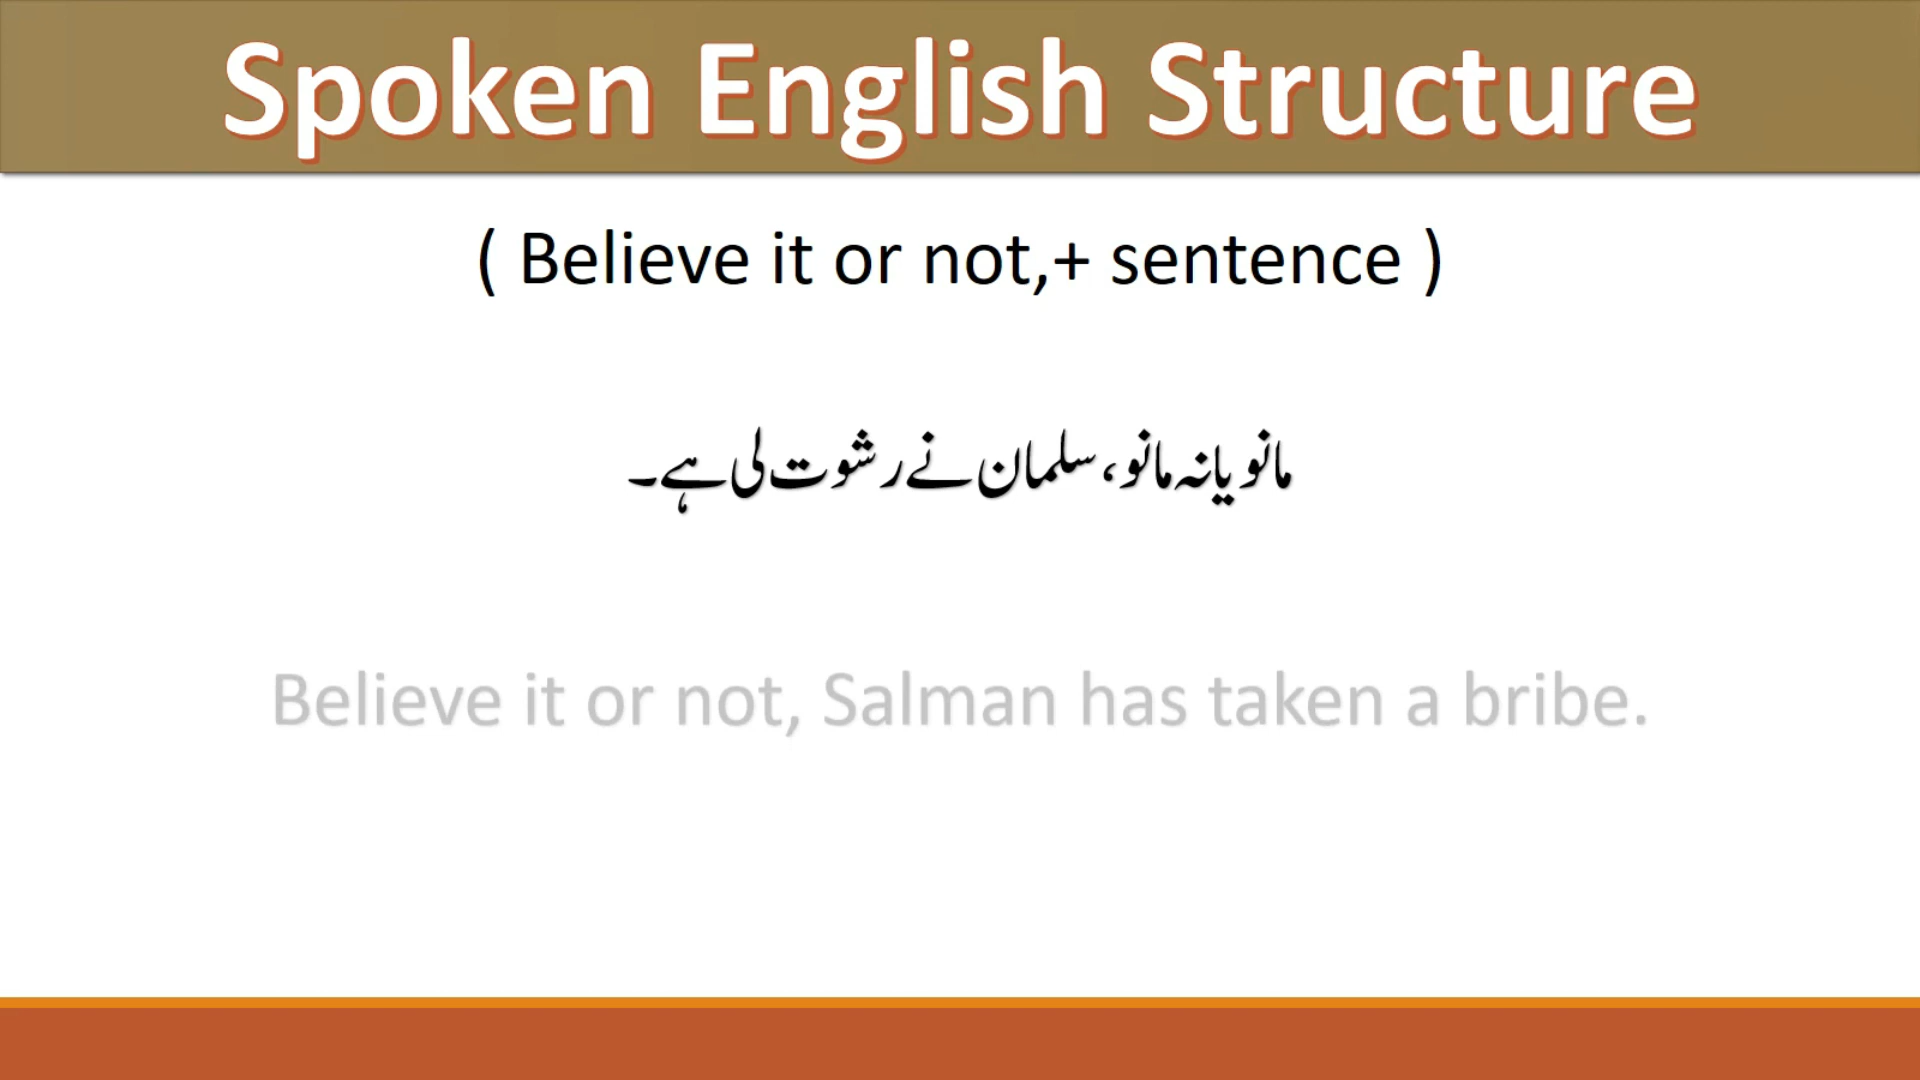 Spoken English Structure
( Believe it or not,+ sentence )
مانو یا نہ مانو، سلمان نے رشوت لی ہے۔
Believe it or not, Salman has taken a bribe.